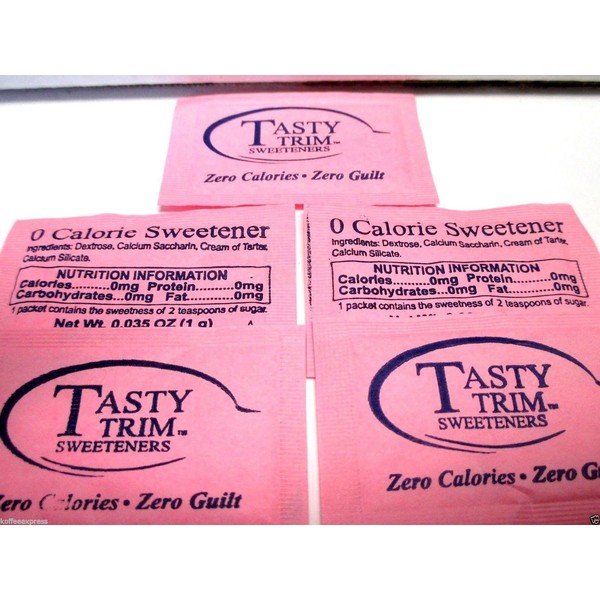 TASTY
TRIM™
SWEETENERS
Zero Calories • Zero Guilt
0 Calorie Sweetener
Ingredients: Dextrose, Calcium Saccharin, Cream of Tartar,
Calcium Silicate.
NUTRITION INFORMATION
Calories.........0mg Protein..........0mg
Carbohydrates...0mg Fat..............0mg
1 packet contains the sweetness of 2 teaspoons of sugar.
Net Wt. 0.035 OZ (1 g)
0 Calorie Sweetener
Ingredients: Dextrose, Calcium Saccharin, Cream of Tartar,
Calcium Silicate.
NUTRITION INFORMATION
Calories.........0mg Protein..........0mg
Carbohydrates...0mg Fat..............0mg
1 packet contains the sweetness of 2 teaspoons of sugar.
TASTY
TRIM™
SWEETENERS
Zero Calories • Zero Guilt
TASTY
TRIM™
SWEETENERS
Zero Calories • Zero Guilt
koffeeexpress